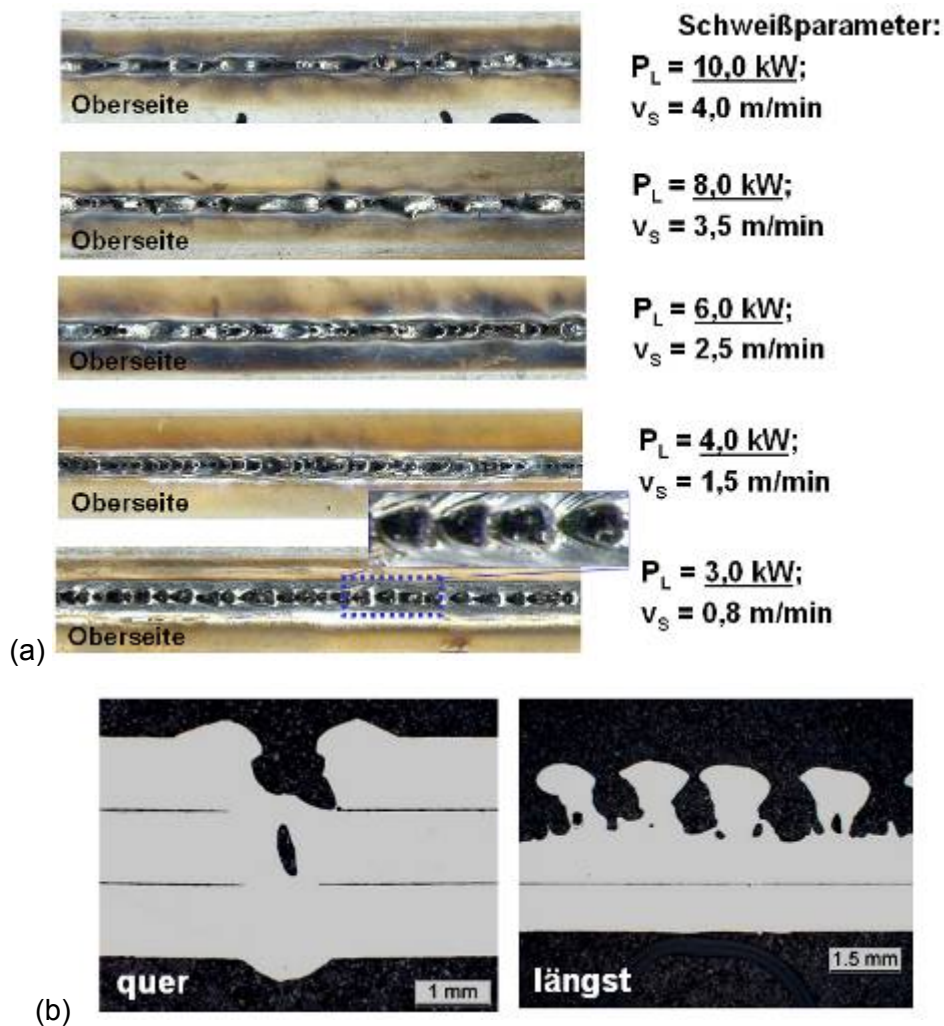 Schweißparameter:
Oberseite
P_L = 10,0 kW;
v_S = 4,0 m/min
Oberseite
P_L = 8,0 kW;
v_S = 3,5 m/min
Oberseite
P_L = 6,0 kW;
v_S = 2,5 m/min
Oberseite
P_L = 4,0 kW;
v_S = 1,5 m/min
Oberseite
P_L = 3,0 kW;
v_S = 0,8 m/min
(a)
quer
1 mm
längst
1.5 mm
(b)